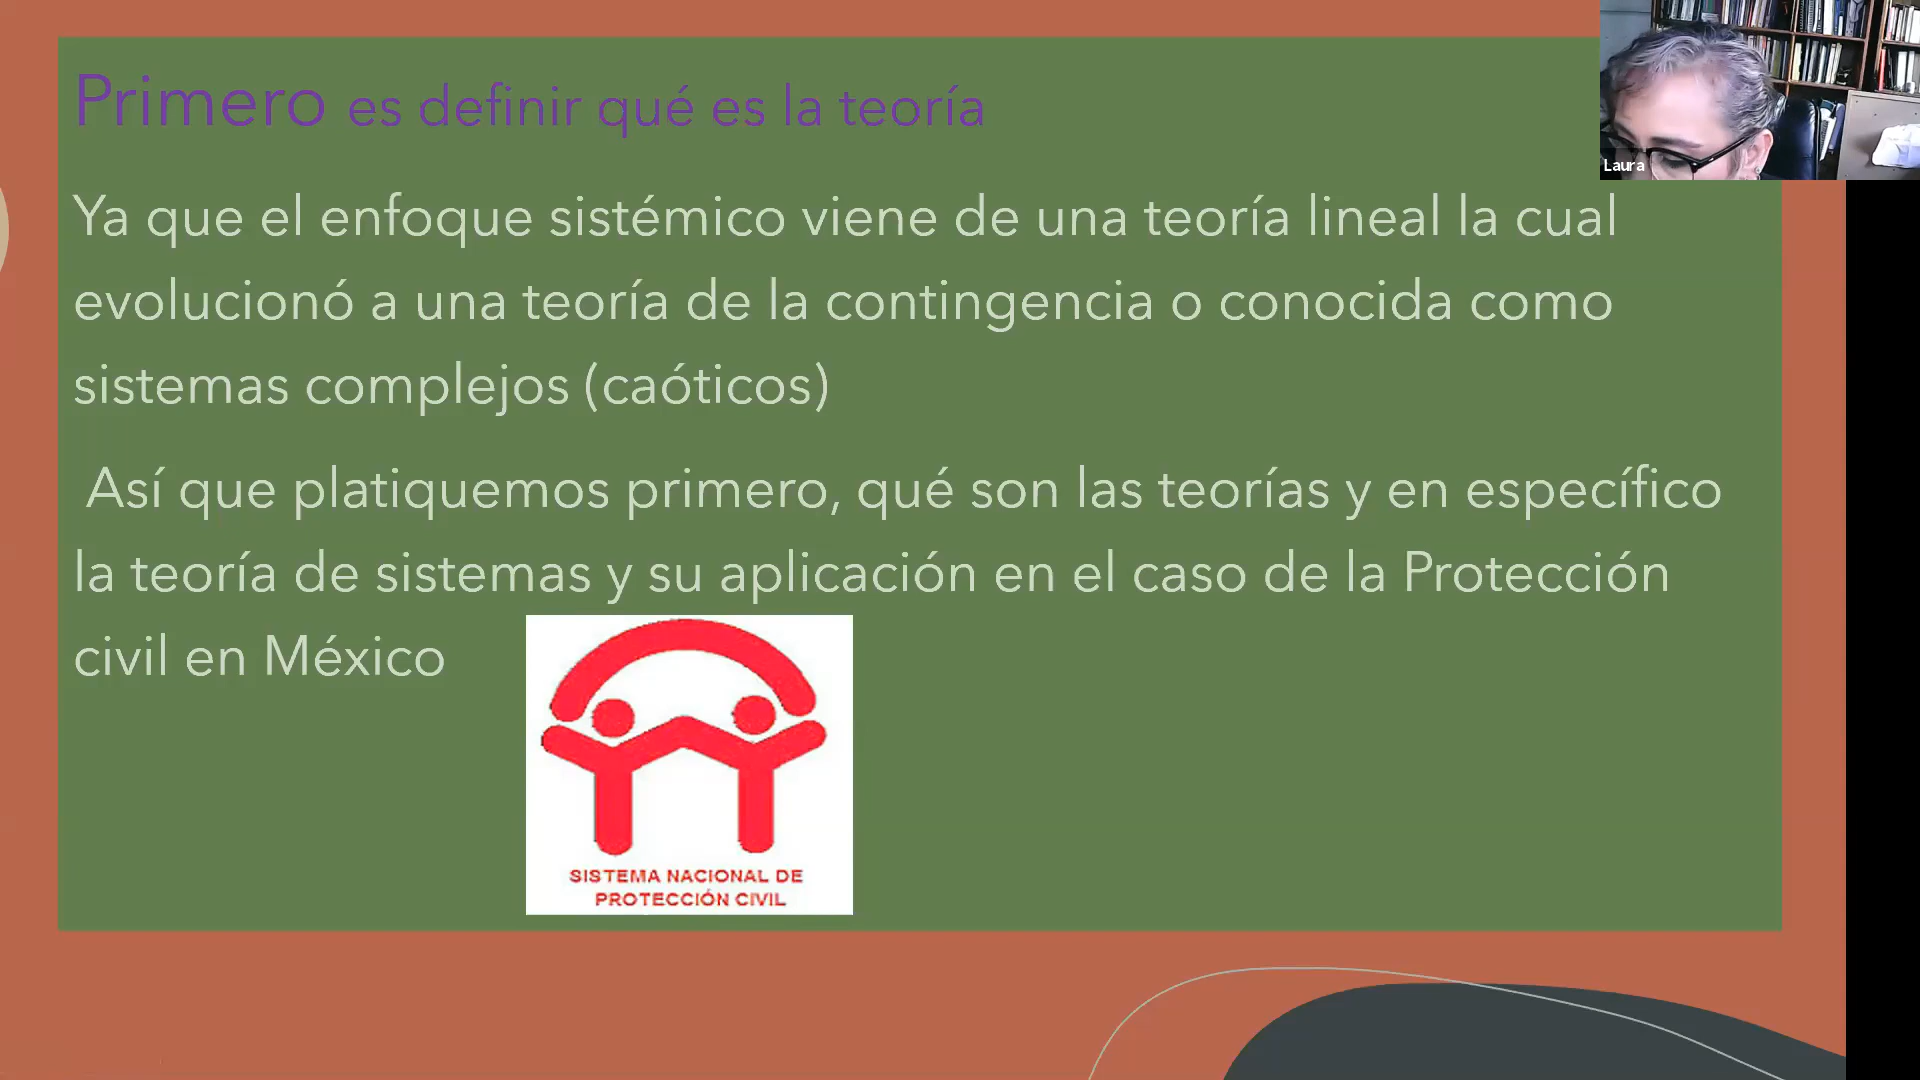 Primero es definir qué es la teoría
Laura
Ya que el enfoque sistémico viene de una teoría lineal la cual
evolucionó a una teoría de la contingencia o conocida como
sistemas complejos (caóticos)
Así que platiquemos primero, qué son las teorías y en específico
la teoría de sistemas y su aplicación en el caso de la Protección
civil en México
SISTEMA NACIONAL DE
PROTECCIÓN CIVIL